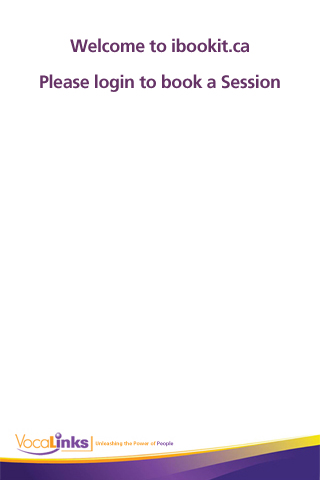 Welcome to ibookit.ca
Please login to book a Session
VocaLinks Unleashing the Power of People